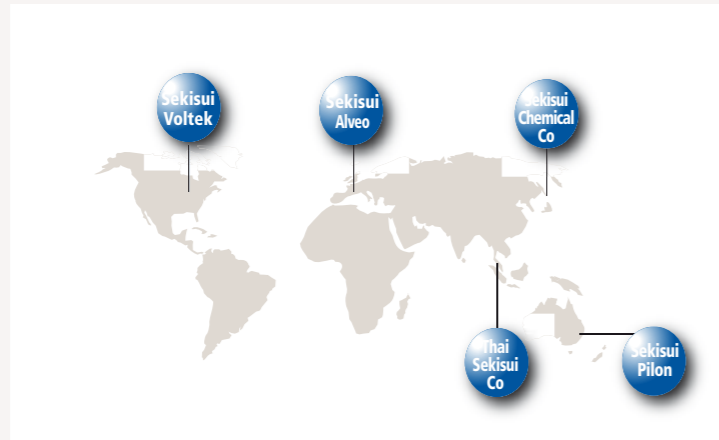 Sekisui
Voltek
Sekisui
Alveo
Sekisui
Chemical
Co
Thai
Sekisui
Co
Sekisui
Pilon